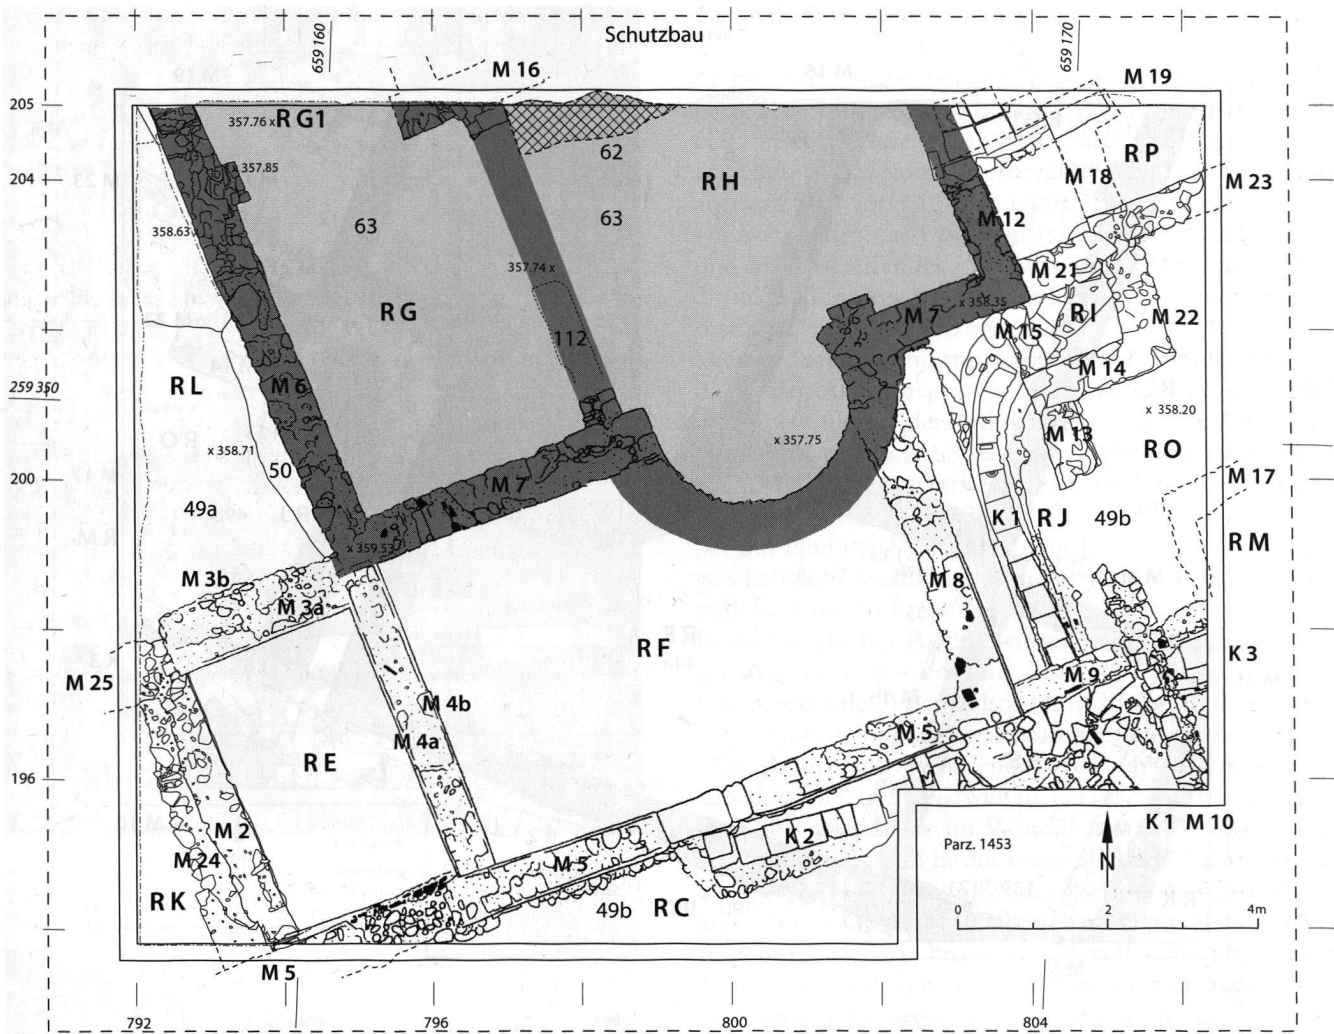 Schutzbau
659 160
659 170
M 16
M 19
205
357.76 x
R G1
R P
62
x 357.85
204
R H
M 18
M 23
358.63 x
63
63
M 12
357.74 x
M 21
R G
x 358.35
M 7
R I
M 22
M 15
112
M 14
259 350
R L
M 6
x 358.20
x 357.75
M 13
R O
x 358.71
50
M 17
200
M 7
49a
K 1
R J
49b
R M
x 359.53
M 3b
M 8
M 3a
R F
K 3
M 25
M 9
M 4b
M 5
M 4a
R E
196
K 1
M 10
M 2
K 2
Parz. 1453
M 24
M 5
N
R K
49b
R C
0
2
4m
M 5
792
796
800
804